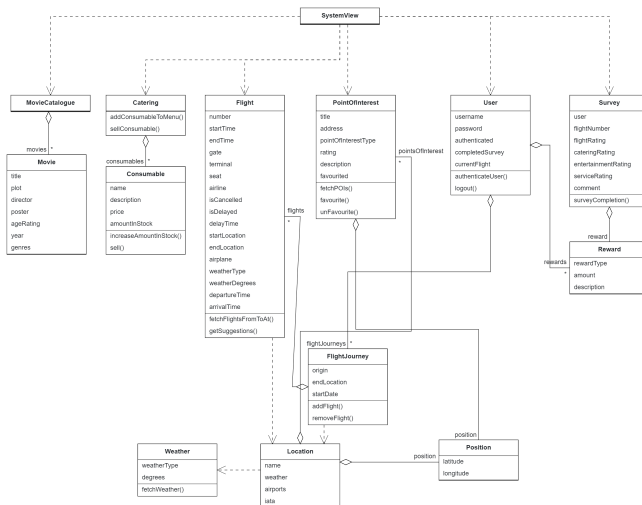 SystemView
MovieCatalogue
movies
*
Movie
title
plot
director
poster
ageRating
year
genres
Catering
addConsumableToMenu()
sellConsumable()
consumables
*
Consumable
name
description
price
amountInStock
increaseAmountInStock()
sell()
Flight
number
startTime
endTime
gate
terminal
seat
airline
isCancelled
isDelayed
delayTime
startLocation
endLocation
airplane
weatherType
weatherDegrees
departureTime
arrivalTime
fetchFlightsFromToAt()
getSuggestions()
flights
*
PointOfInterest
title
address
pointOfInterestType
rating
description
favourited
fetchPOIs()
favourite()
unFavourite()
pointsOfInterest
*
User
username
password
authenticated
completedSurvey
currentFlight
authenticateUser()
logout()
rewards
*
Survey
user
flightNumber
flightRating
cateringRating
entertainmentRating
serviceRating
comment
surveyCompletion()
reward
Reward
rewardType
amount
description
flightJourneys
*
FlightJourney
origin
endLocation
startDate
addFlight()
removeFlight()
Weather
weatherType
degrees
fetchWeather()
Location
name
weather
airports
iata
position
position
Position
latitude
longitude